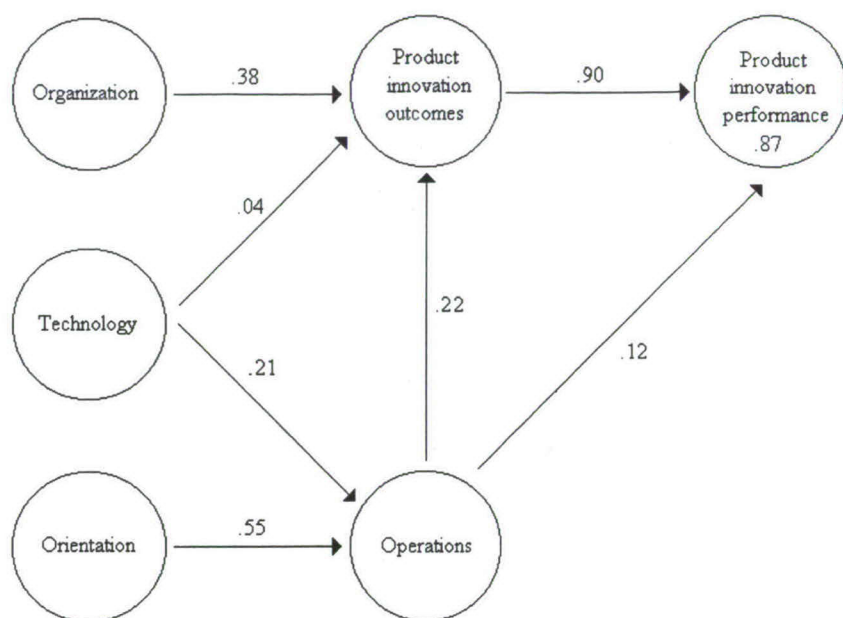 Organization
.38
Product
innovation
outcomes
.90
Product
innovation
performance
.87
.04
Technology
.21
.22
.12
Orientation
.55
Operations